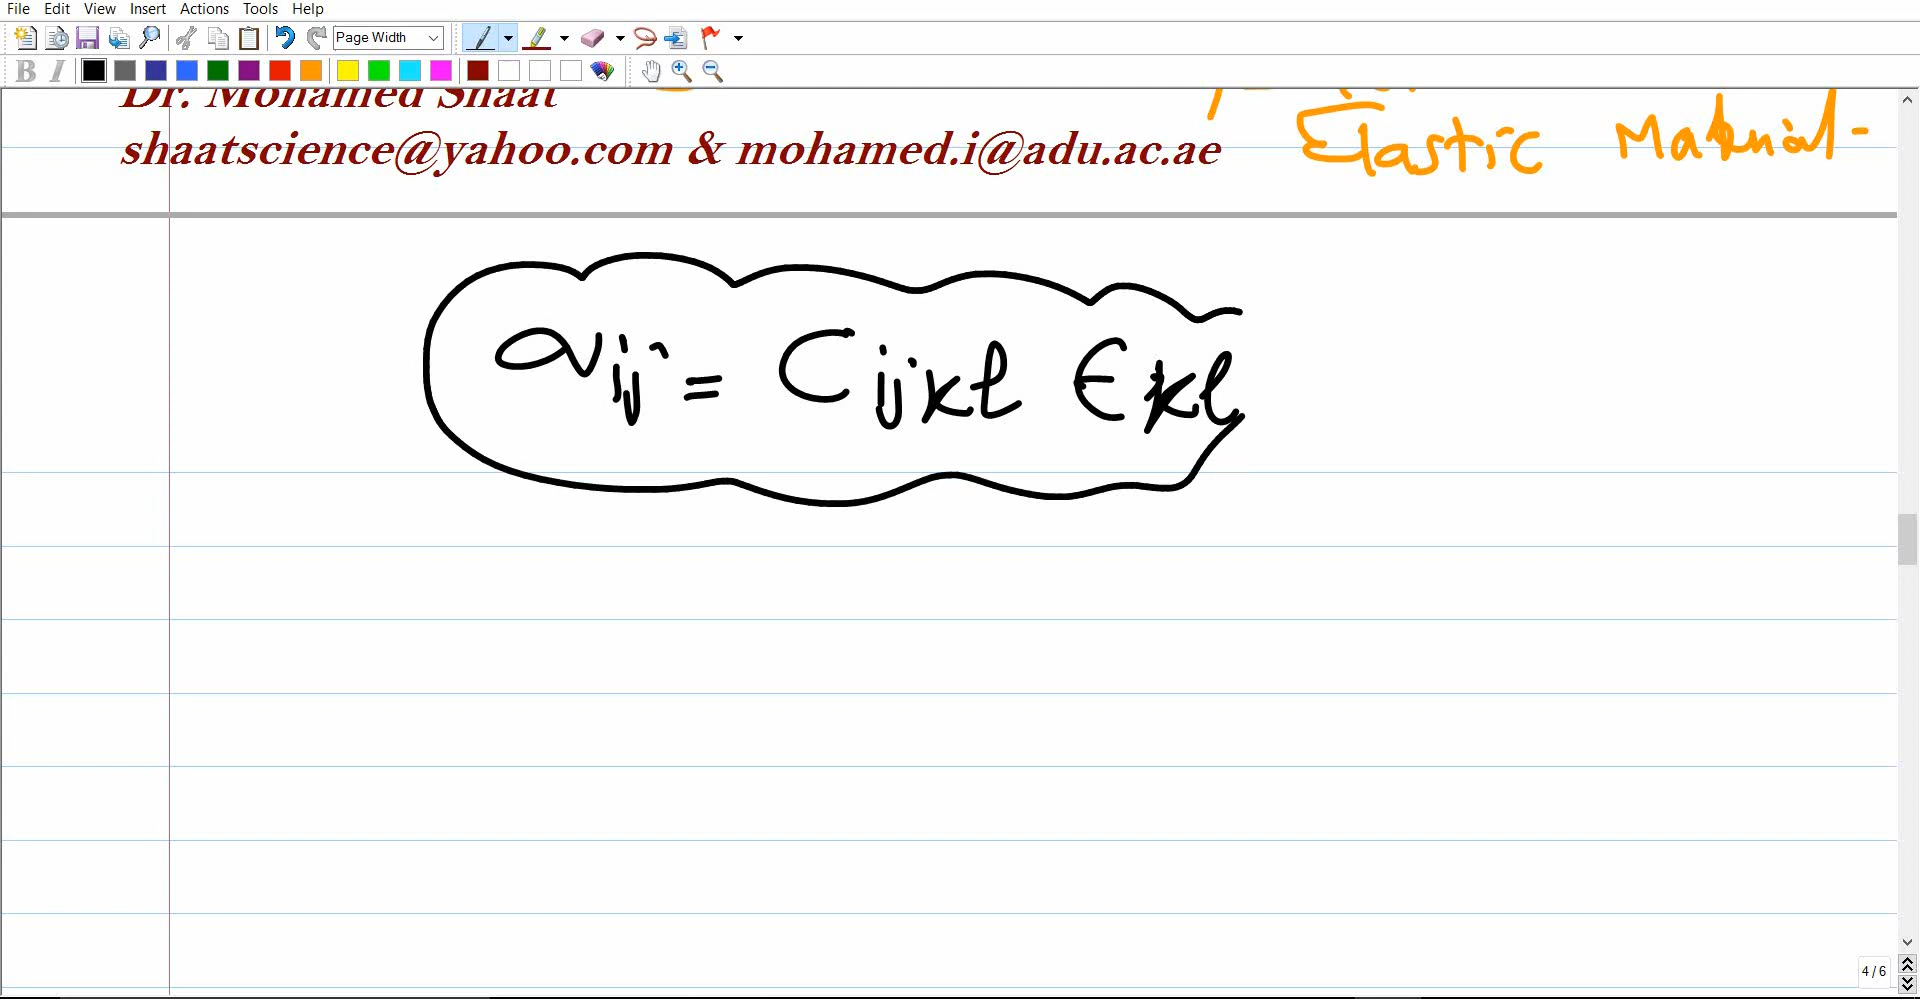 File Edit View Insert Actions Tools Help
Page Width
B I
Dr. Mohamed Shaat
shaatscience@yahoo.com & mohamed.i@adu.ac.ae
Elastic Material -
σij = Cijkl εkl
4 / 6